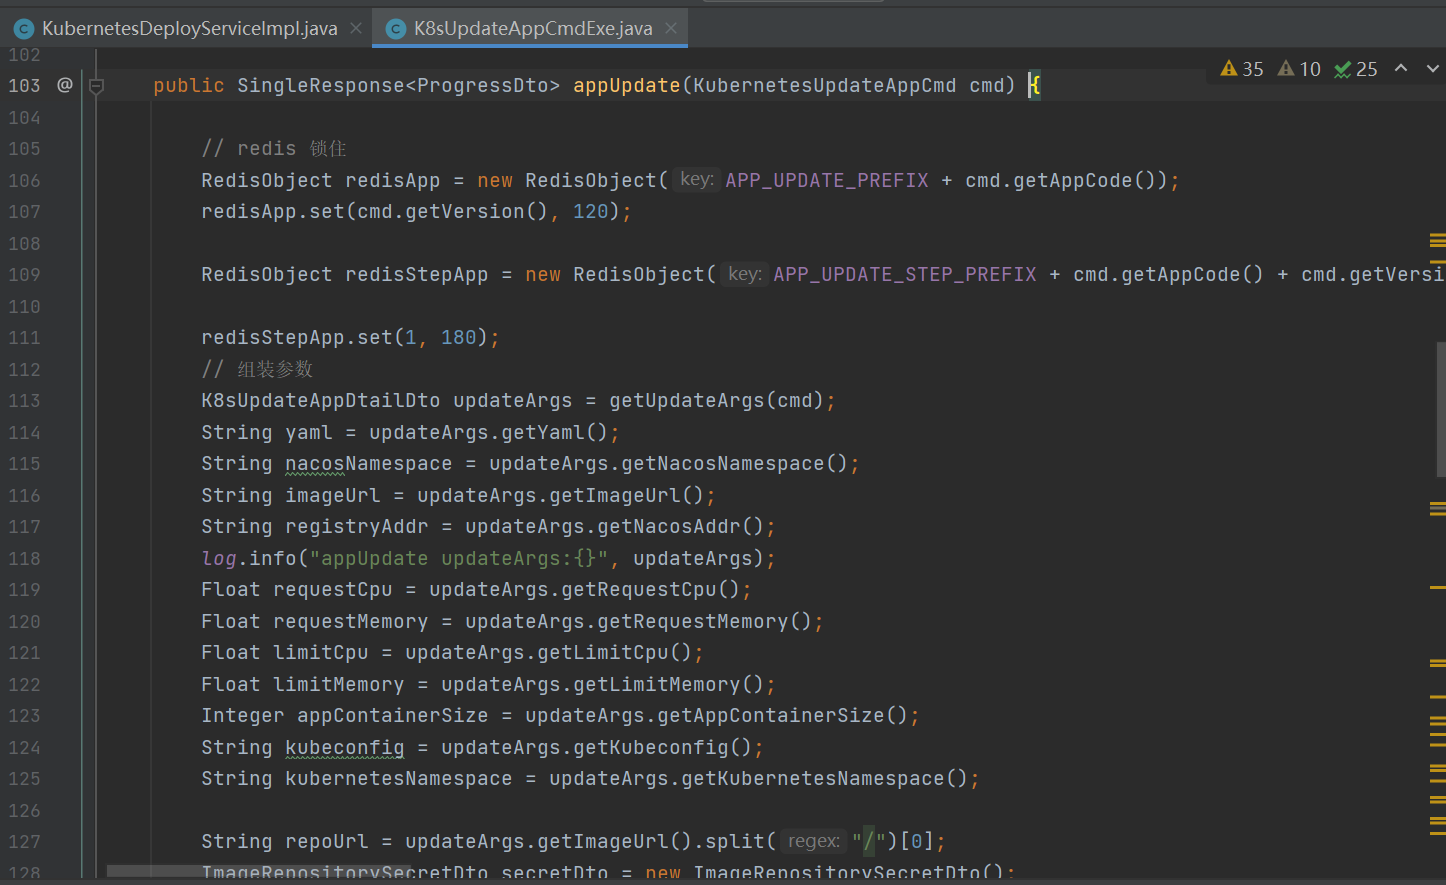 KubernetesDeployServiceImpl.java K8sUpdateAppCmdExe.java
102
103 @ public SingleResponse<ProgressDto> appUpdate(KubernetesUpdateAppCmd cmd) { 35 10 25
104
105 // redis 锁住
106 RedisObject redisApp = new RedisObject( key: APP_UPDATE_PREFIX + cmd.getAppCode());
107 redisApp.set(cmd.getVersion(), 120);
108
109 RedisObject redisStepApp = new RedisObject( key: APP_UPDATE_STEP_PREFIX + cmd.getAppCode() + cmd.getVersi
110
111 redisStepApp.set(1, 180);
112 // 组装参数
113 K8sUpdateAppDtailDto updateArgs = getUpdateArgs(cmd);
114 String yaml = updateArgs.getYaml();
115 String nacosNamespace = updateArgs.getNacosNamespace();
116 String imageUrl = updateArgs.getImageUrl();
117 String registryAddr = updateArgs.getNacosAddr();
118 log.info("appUpdate updateArgs:{}", updateArgs);
119 Float requestCpu = updateArgs.getRequestCpu();
120 Float requestMemory = updateArgs.getRequestMemory();
121 Float limitCpu = updateArgs.getLimitCpu();
122 Float limitMemory = updateArgs.getLimitMemory();
123 Integer appContainerSize = updateArgs.getAppContainerSize();
124 String kubeconfig = updateArgs.getKubeconfig();
125 String kubernetesNamespace = updateArgs.getKubernetesNamespace();
126
127 String repoUrl = updateArgs.getImageUrl().split( regex: "/")[0];
128 ImageRepositorySecretDto secretDto = new ImageRepositorySecretDto();